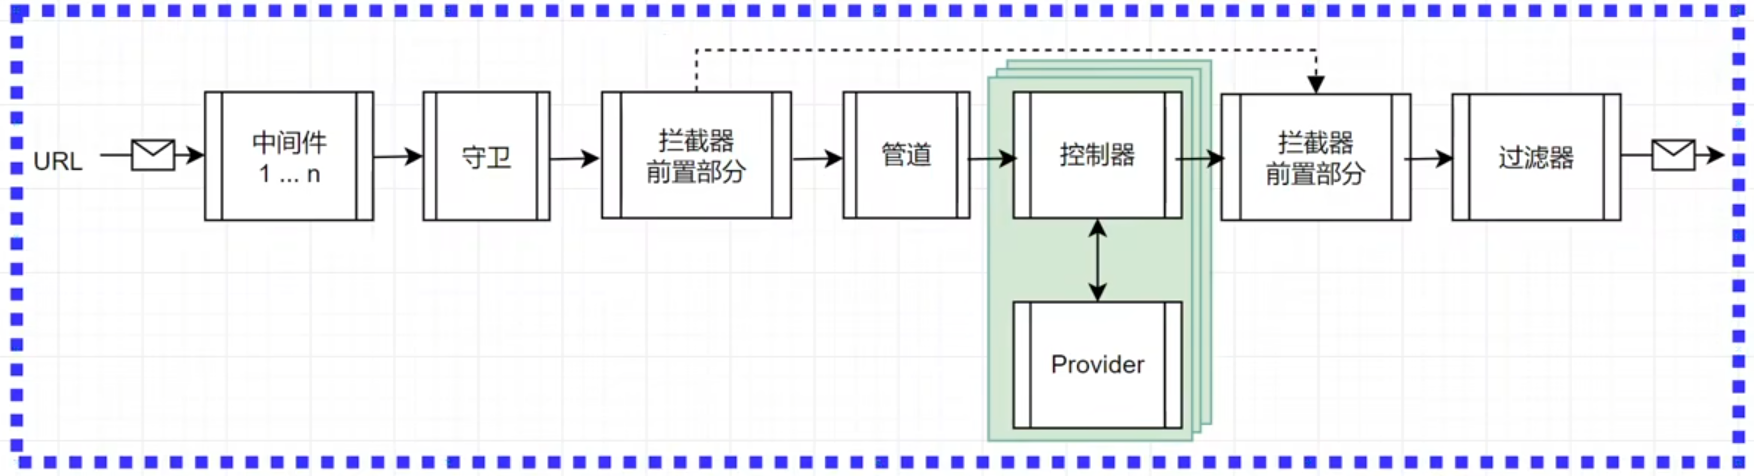 URL
中间件
1 ... n
守卫
拦截器
前置部分
管道
控制器
拦截器
前置部分
过滤器
Provider